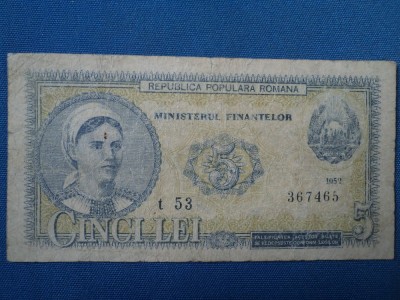 REPUBLICA POPULARA ROMANA
MINISTERUL FINANTELOR
5
1952
t 53 367465
CINCI LEI
5